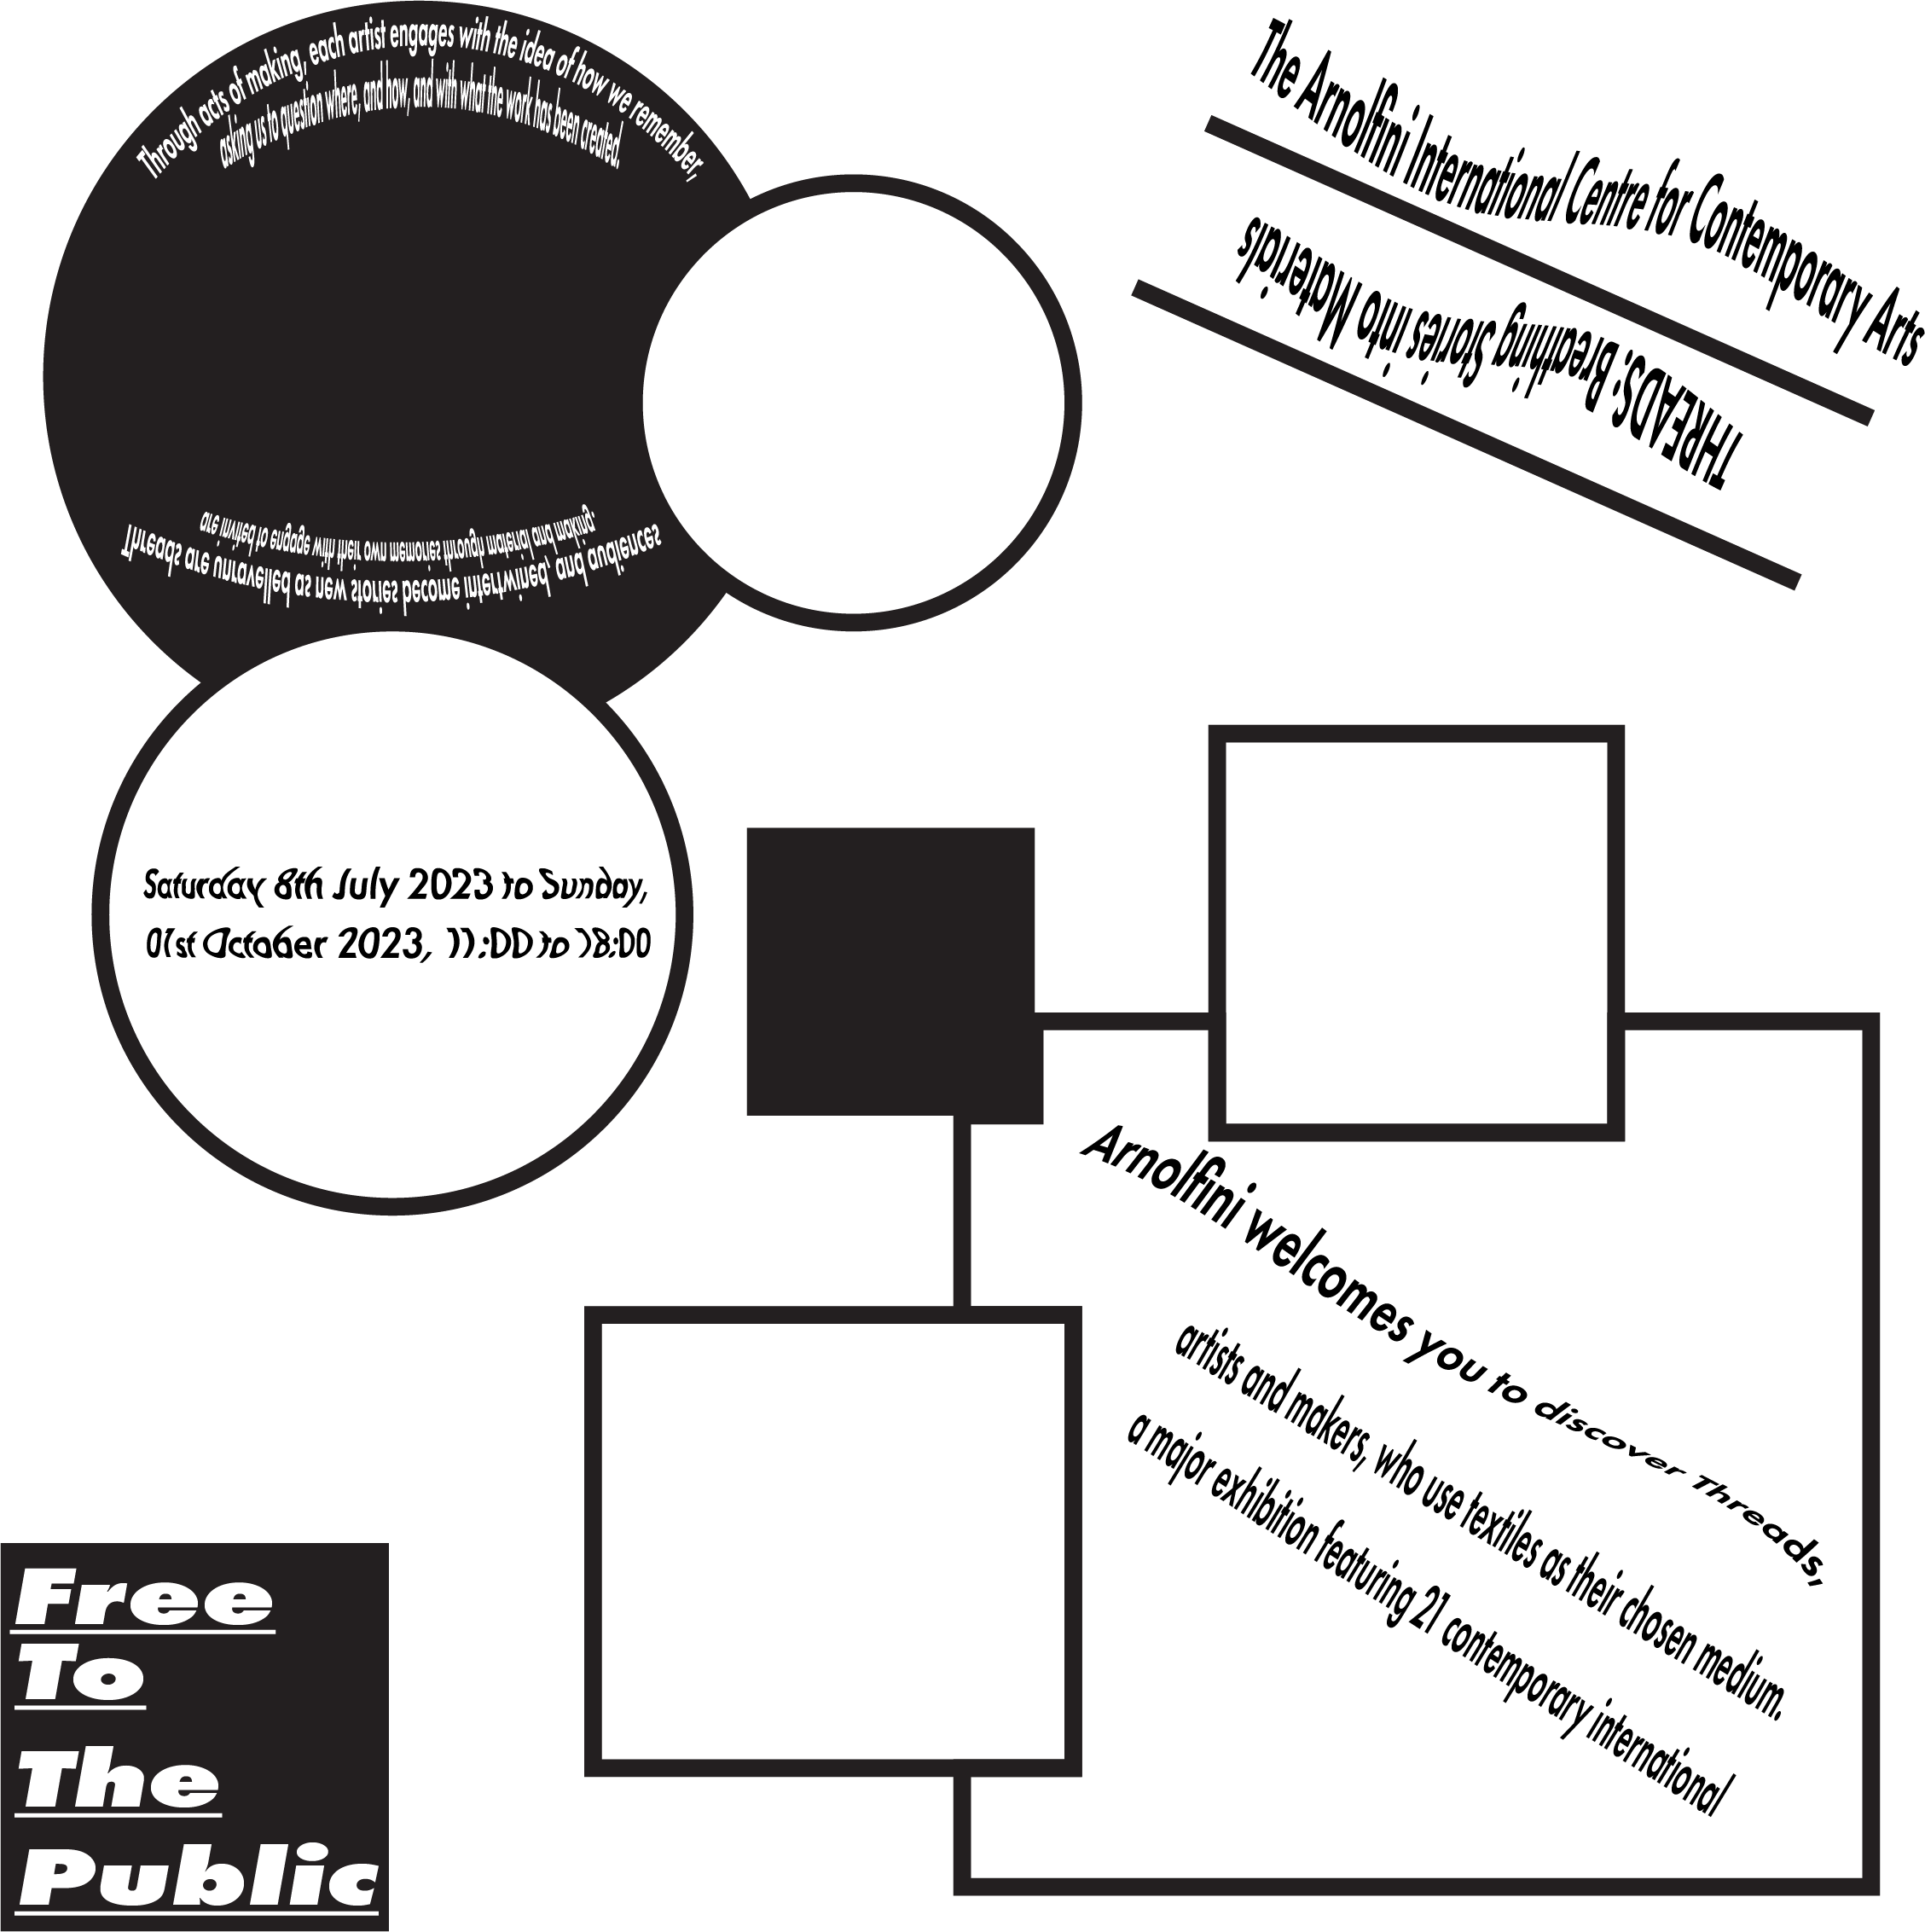 Through acts of making, each artist engages with the idea of how we remember,
asking us to question where, and how, and with what the work has been created.
Threads are unravelled as new stories become intertwined, and audiences
are invited to engage with their own memories through material and making.
The Arnolfini International Centre for Contemporary Arts
THREADS: Breathing stories into Materials
Saturday 8th July 2023 to Sunday,
01st October 2023, 11:00 to 18:00
Arnolfini welcomes you to discover Threads,
artists and makers, who use textiles as their chosen medium.
a major exhibition featuring 21 contemporary international
Free
To
The
Public